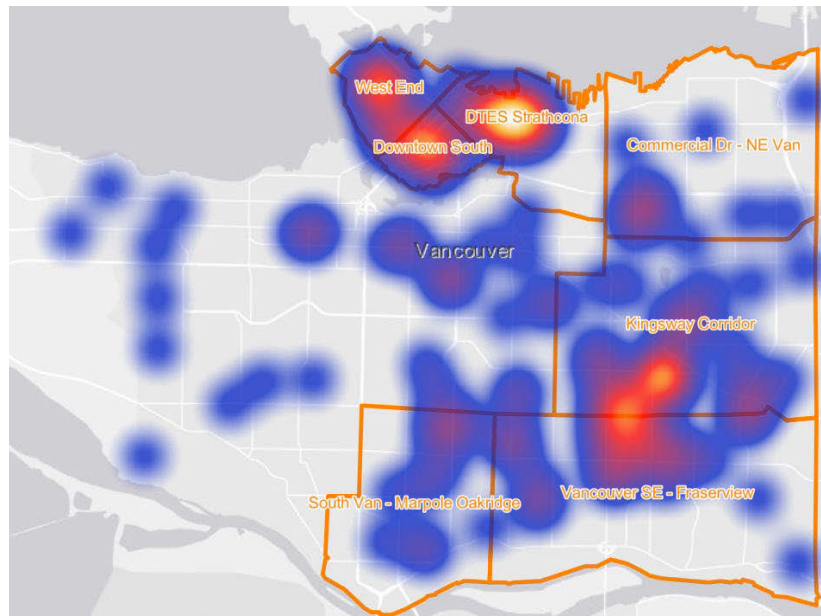 West End
DTES Strathcona
Downtown South
Commercial Dr - NE Van
Vancouver
Kingsway Corridor
South Van - Marpole Oakridge
Vancouver SE - Fraserview